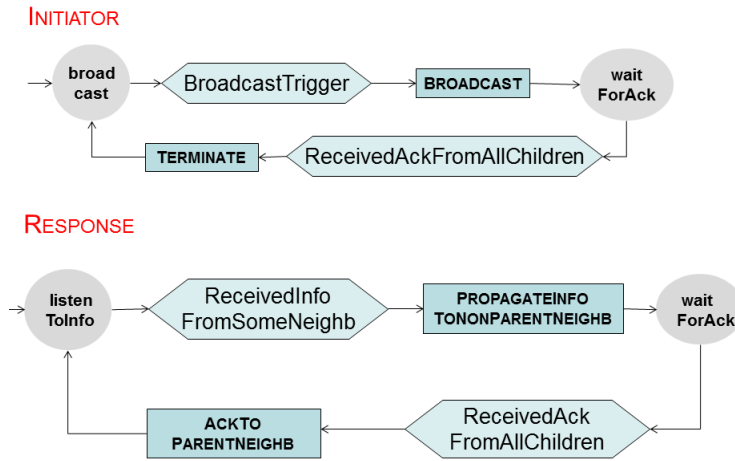 INITIATOR
broad
cast
BroadcastTrigger
BROADCAST
wait
ForAck
TERMINATE
ReceivedAckFromAllChildren
RESPONSE
listen
ToInfo
ReceivedInfo
FromSomeNeighb
PROPAGATEINFO
TONONPARENTNEIGHB
wait
ForAck
ACKTO
PARENTNEIGHB
ReceivedAck
FromAllChildren